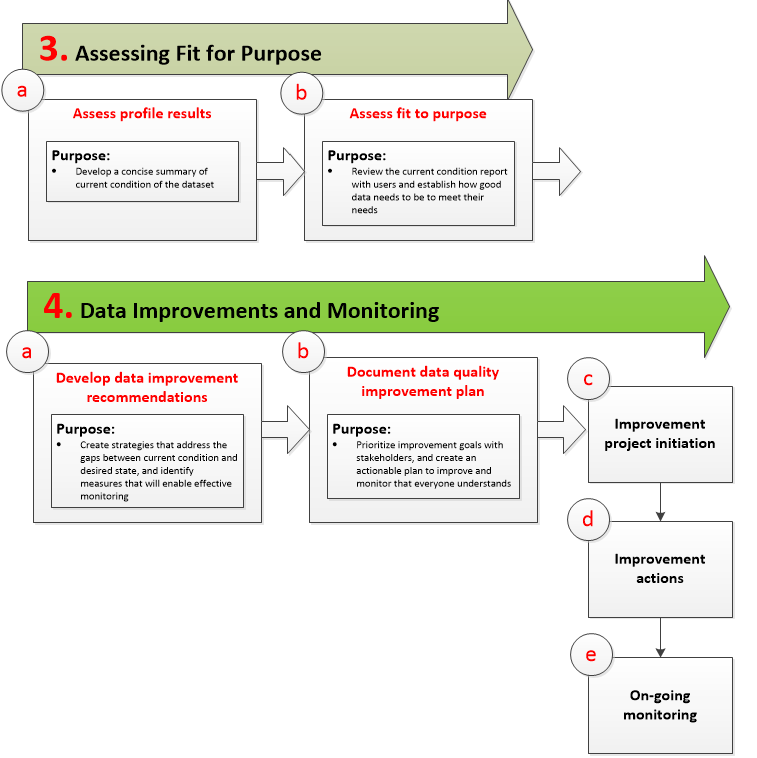 3. Assessing Fit for Purpose
a
Assess profile results
Purpose:
• Develop a concise summary of
current condition of the dataset
b
Assess fit to purpose
Purpose:
• Review the current condition report
with users and establish how good
data needs to be to meet their
needs
4. Data Improvements and Monitoring
a
Develop data improvement
recommendations
Purpose:
• Create strategies that address the
gaps between current condition and
desired state, and identify
measures that will enable effective
monitoring
b
Document data quality
improvement plan
Purpose:
• Prioritize improvement goals with
stakeholders, and create an
actionable plan to improve and
monitor that everyone understands
c
Improvement
project initiation
d
Improvement
actions
e
On-going
monitoring